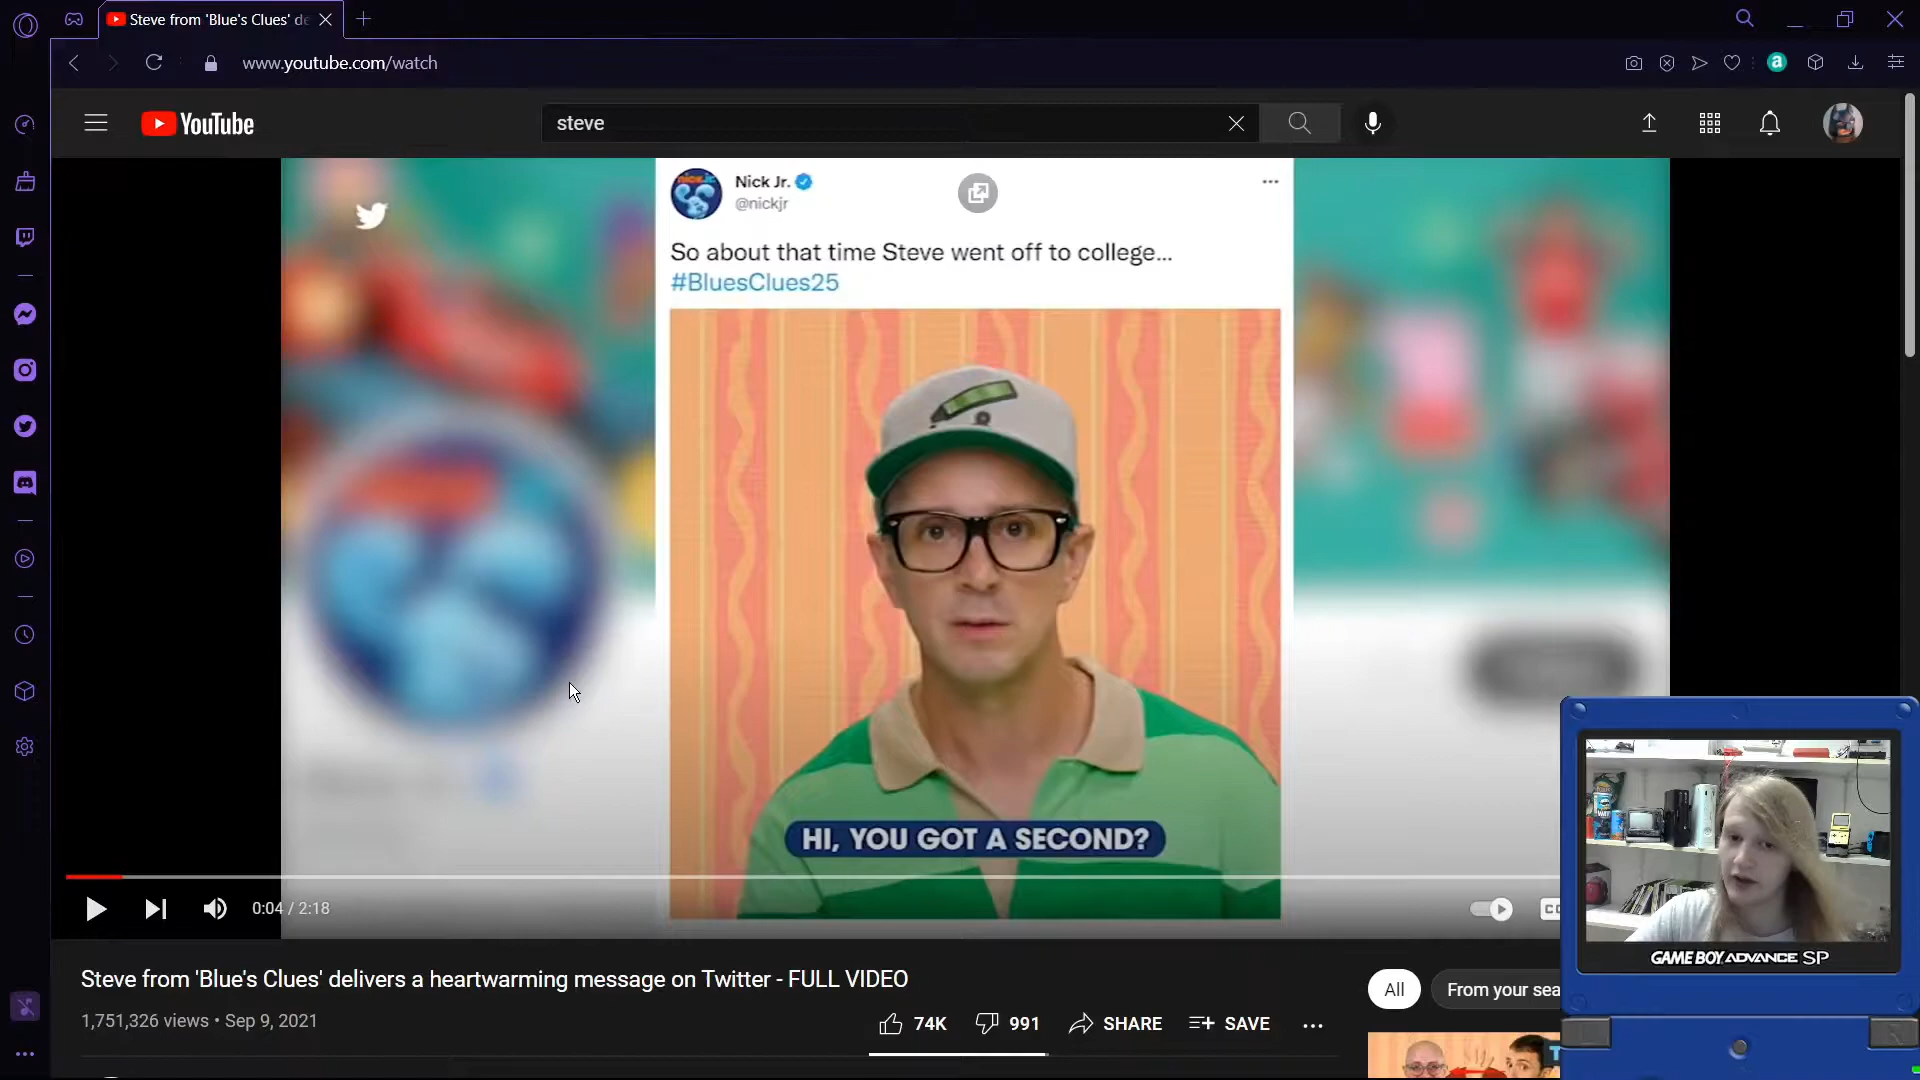 Steve from 'Blue's Clues' de
www.youtube.com/watch
YouTube
steve
Nick Jr.
@nickjr
So about that time Steve went off to college...
#BluesClues25
HI, YOU GOT A SECOND?
0:04 / 2:18
CC
GAME BOY ADVANCE SP
Steve from 'Blue's Clues' delivers a heartwarming message on Twitter - FULL VIDEO
All
From your sea
1,751,326 views • Sep 9, 2021
74K
991
SHARE
SAVE